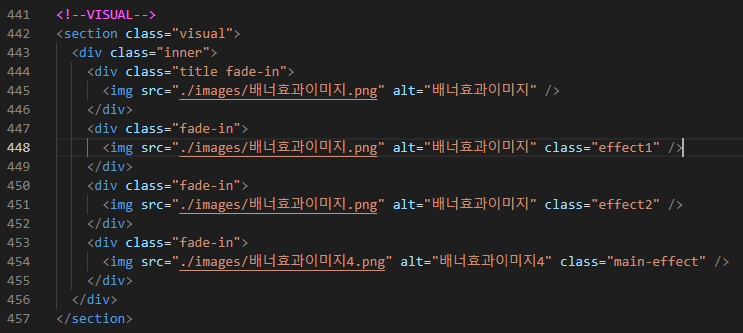 441 <!--VISUAL-->
442 <section class="visual">
443 <div class="inner">
444 <div class="title fade-in">
445 <img src="./images/배너효과이미지.png" alt="배너효과이미지" />
446 </div>
447 <div class="fade-in">
448 <img src="./images/배너효과이미지.png" alt="배너효과이미지" class="effect1" />
449 </div>
450 <div class="fade-in">
451 <img src="./images/배너효과이미지.png" alt="배너효과이미지" class="effect2" />
452 </div>
453 <div class="fade-in">
454 <img src="./images/배너효과이미지4.png" alt="배너효과이미지4" class="main-effect" />
455 </div>
456 </div>
457 </section>